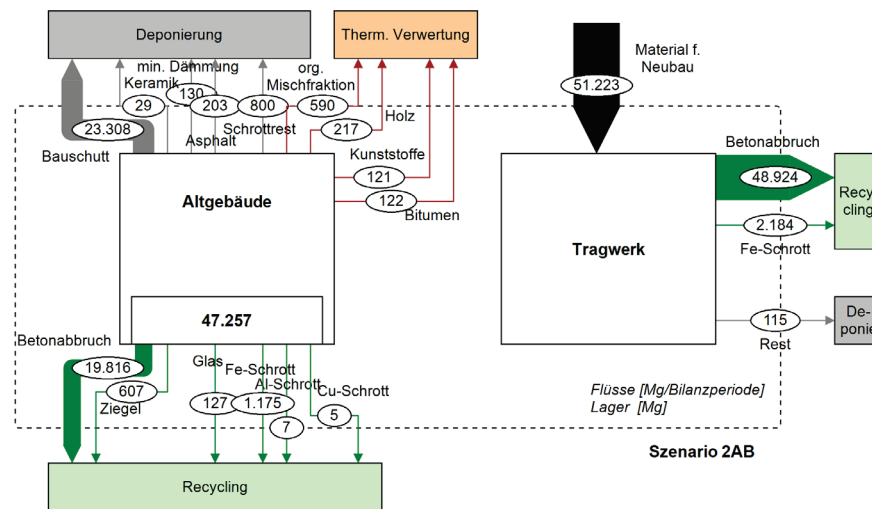 Deponierung
Therm. Verwertung
Material f.
Neubau
51.223
min. Dämmung
org.
Mischfraktion
Keramik
130
29
203
800
590
Schrottrest
217
Holz
23.308
Asphalt
Bauschutt
Kunststoffe
121
122
Bitumen
Altgebäude
47.257
Betonabbruch
48.924
Recy
cling
2.184
Fe-Schrott
Tragwerk
115
Rest
De-
ponie
Betonabbruch
19.816
607
Ziegel
Glas
Fe-Schrott
Al-Schrott
Cu-Schrott
127
1.175
7
5
Flüsse [Mg/Bilanzperiode]
Lager [Mg]
Szenario 2AB
Recycling